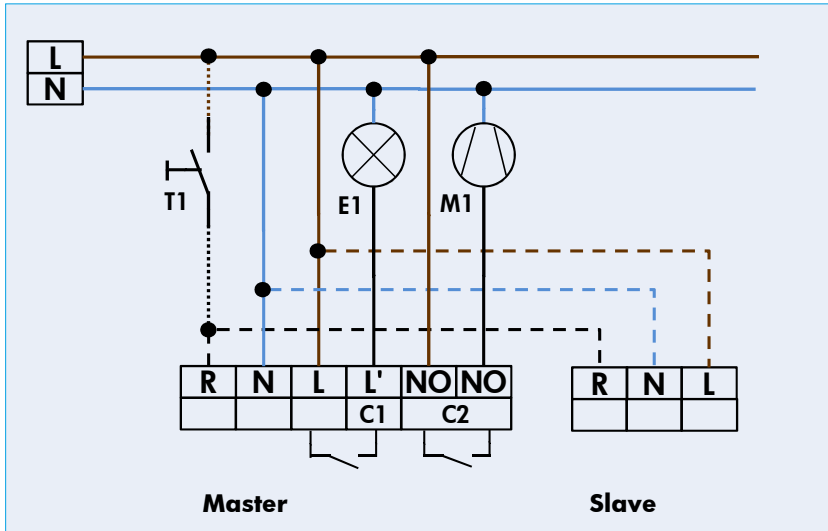 L
N
T1
E1
M1
R N L L' NO NO
C1 C2
R N L
Master
Slave